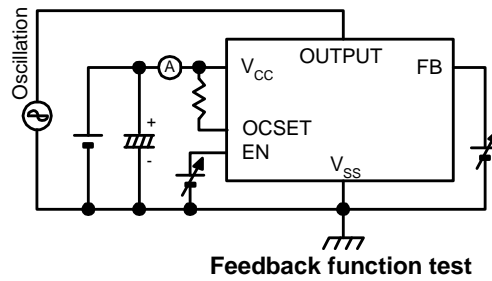 Oscillation
OUTPUT
A
VCC
FB
+
-
OCSET
EN
VSS
Feedback function test